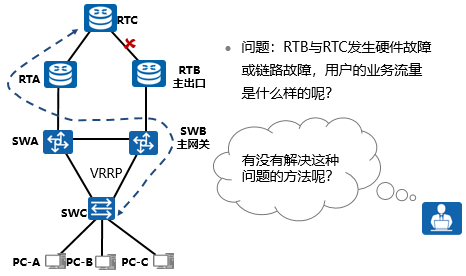 RTC
RTA
RTB
主出口
SWA
SWB
主网关
VRRP
SWC
PC-A
PC-B
PC-C
• 问题：RTB与RTC发生硬件故障
或链路故障，用户的业务流量
是什么样的呢？
有没有解决这种
问题的方法呢？